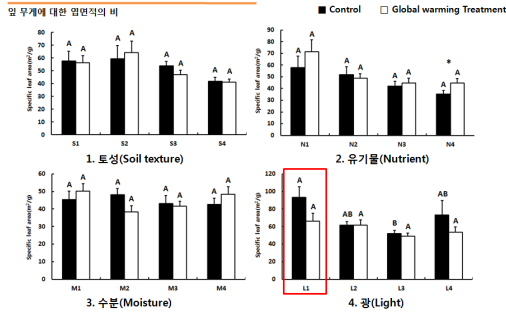 잎 무게에 대한 엽면적의 비
Control
Global warming Treatment
Specific leaf area(m²/g)
80
70
60
50
40
30
20
10
0
A A A A A A A A
S1 S2 S3 S4
1. 토성(Soil texture)
Specific leaf area(m²/g)
90
80
70
60
50
40
30
20
10
0
A A A A A A *
N1 N2 N3 N4
2. 유기물(Nutrient)
Specific leaf area(m²/g)
60
50
40
30
20
10
0
A A A A A A A A
M1 M2 M3 M4
3. 수분(Moisture)
Specific leaf area(m²/g)
120
100
80
60
40
20
0
A A AB A B A AB A
L1 L2 L3 L4
4. 광(Light)